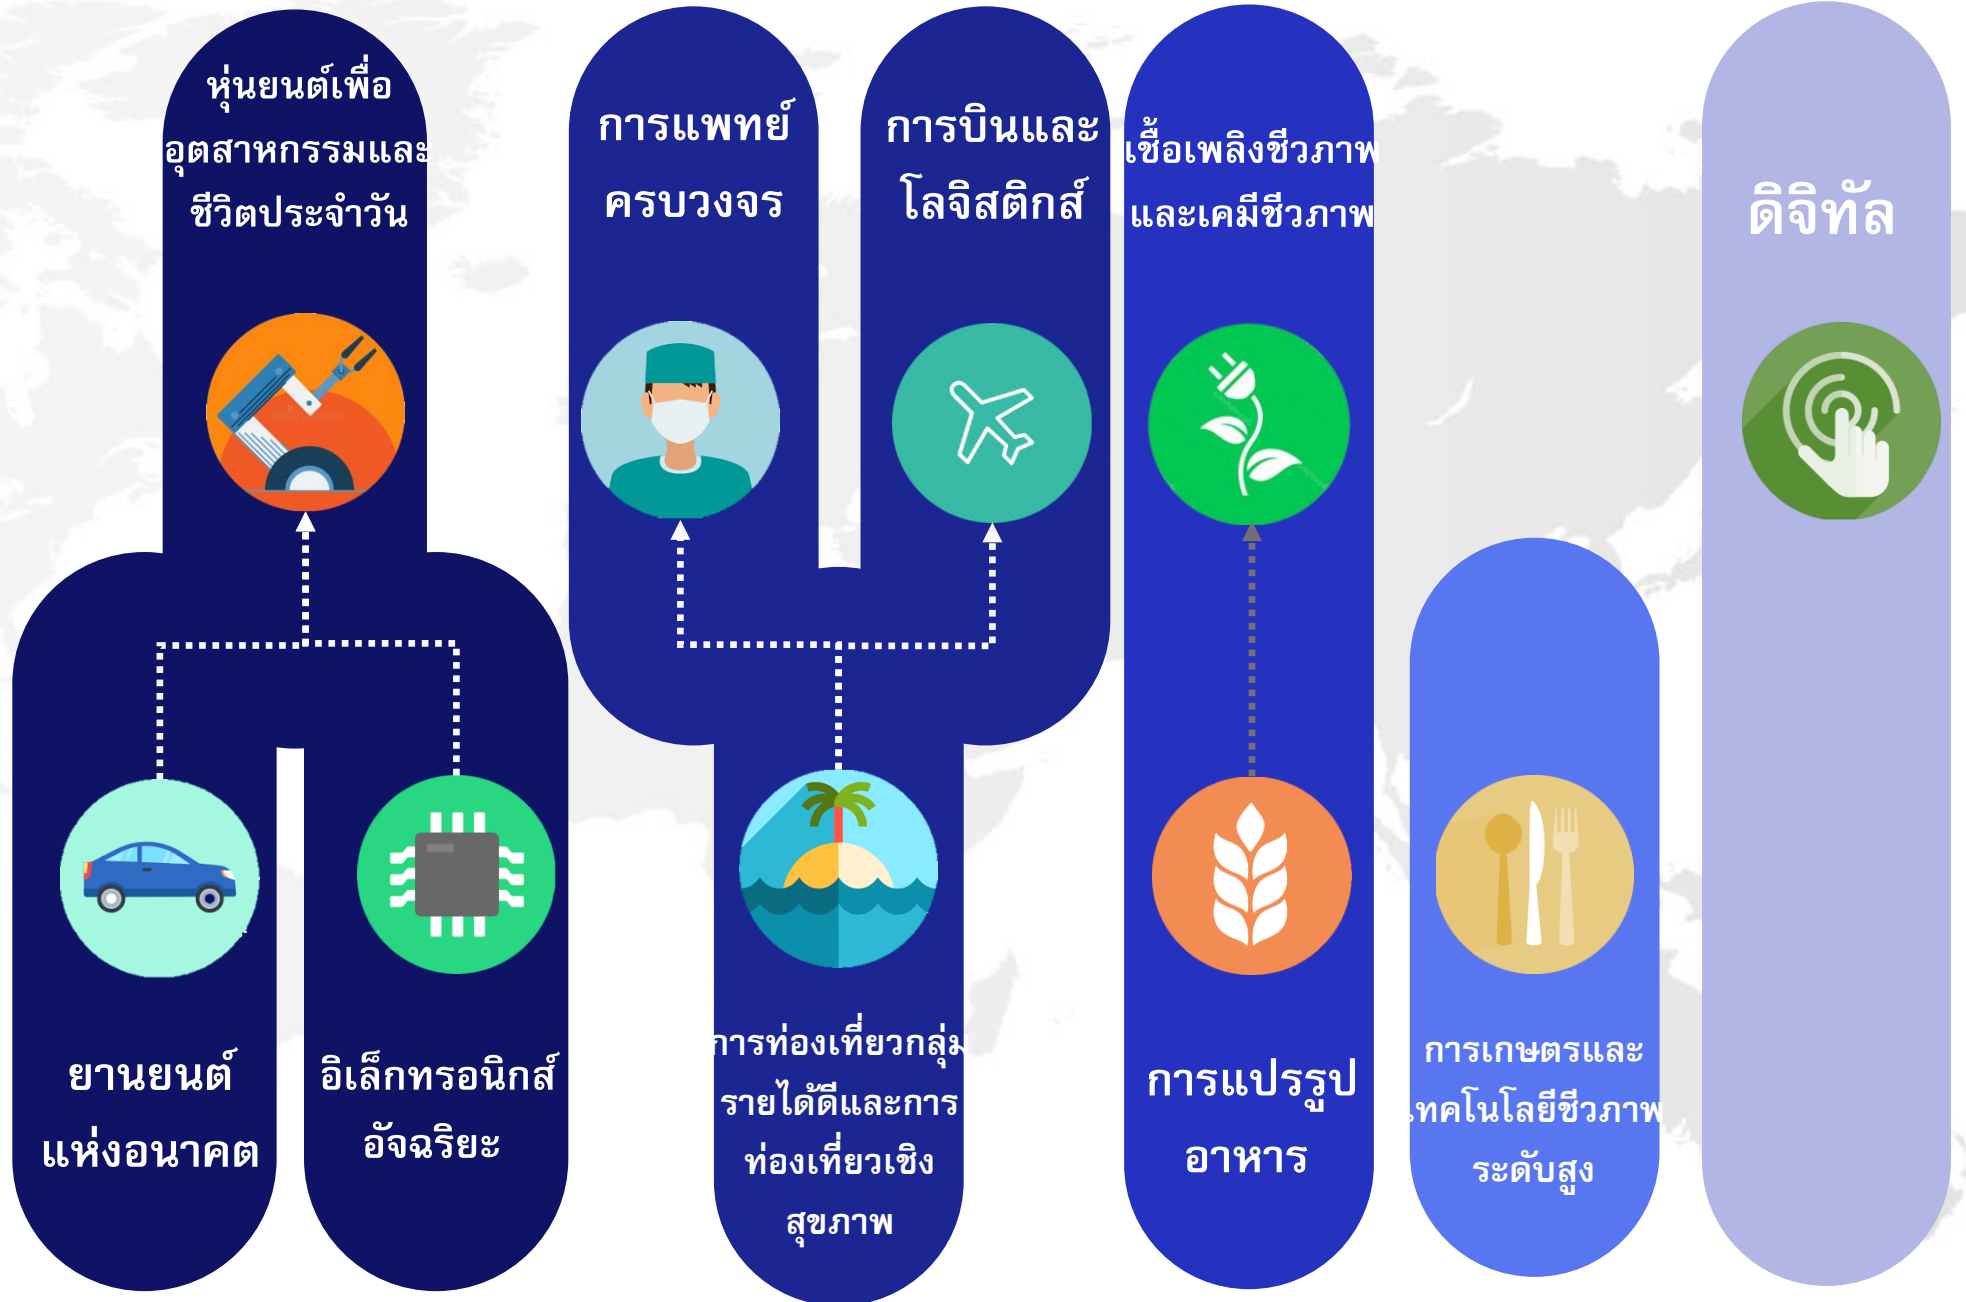 หุ่นยนต์เพื่อ
อุตสาหกรรมและ
ชีวิตประจำวัน
การแพทย์
ครบวงจร
การบินและ
โลจิสติกส์
เชื้อเพลิงชีวภาพ
และเคมีชีวภาพ
ดิจิทัล
ยานยนต์
แห่งอนาคต
อิเล็กทรอนิกส์
อัจฉริยะ
การท่องเที่ยวกลุ่ม
รายได้ดีและการ
ท่องเที่ยวเชิง
สุขภาพ
การแปรรูป
อาหาร
การเกษตรและ
เทคโนโลยีชีวภาพ
ระดับสูง